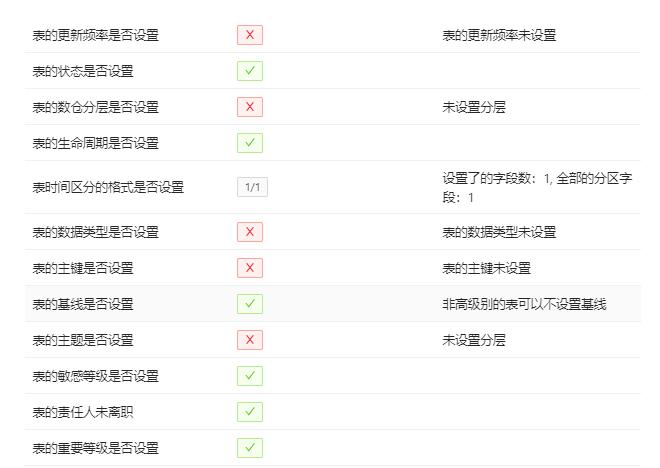 表的更新频率是否设置 表的更新频率未设置
表的状态是否设置
表的数仓分层是否设置 未设置分层
表的生命周期是否设置
表时间区分的格式是否设置 1/1 设置了的字段数：1, 全部的分区字
段：1
表的数据类型是否设置 表的数据类型未设置
表的主键是否设置 表的主键未设置
表的基线是否设置 非高级别的表可以不设置基线
表的主题是否设置 未设置分层
表的敏感等级是否设置
表的责任人未离职
表的重要等级是否设置